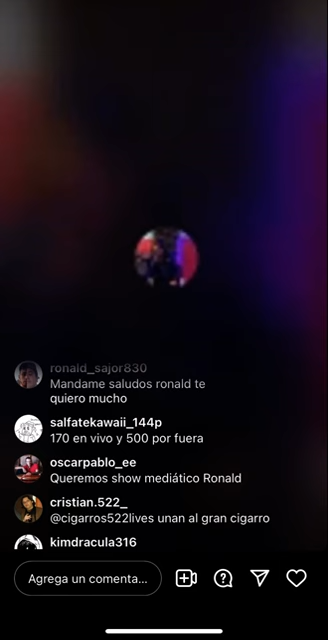 ronald_sajor830
Mandame saludos ronald te
quiero mucho
salfatekawaii_144p
170 en vivo y 500 por fuera
oscarpablo_ee
Queremos show mediático Ronald
cristian.522_
@cigarros522lives unan al gran cigarro
kimdracula316
Agrega un comenta...